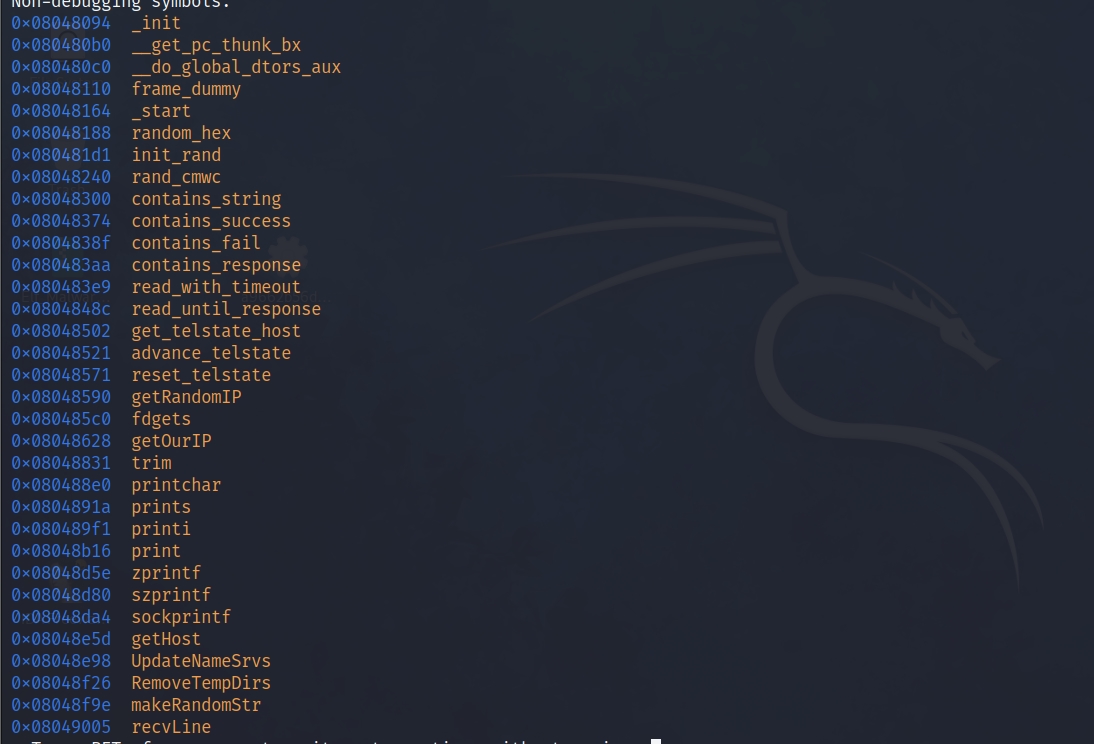 Non-debugging symbols:
0×08048094 _init
0×080480b0 __get_pc_thunk_bx
0×080480c0 __do_global_dtors_aux
0×08048110 frame_dummy
0×08048164 _start
0×08048188 random_hex
0×080481d1 init_rand
0×08048240 rand_cmwc
0×08048300 contains_string
0×08048374 contains_success
0×0804838f contains_fail
0×080483aa contains_response
0×080483e9 read_with_timeout
0×0804848c read_until_response
0×08048502 get_telstate_host
0×08048521 advance_telstate
0×08048571 reset_telstate
0×08048590 getRandomIP
0×080485c0 fdgets
0×08048628 getOurIP
0×08048831 trim
0×080488e0 printchar
0×0804891a prints
0×080489f1 printi
0×08048b16 print
0×08048d5e zprintf
0×08048d80 szprintf
0×08048da4 sockprintf
0×08048e5d getHost
0×08048e98 UpdateNameSrvs
0×08048f26 RemoveTempDirs
0×08048f9e makeRandomStr
0×08049005 recvLine